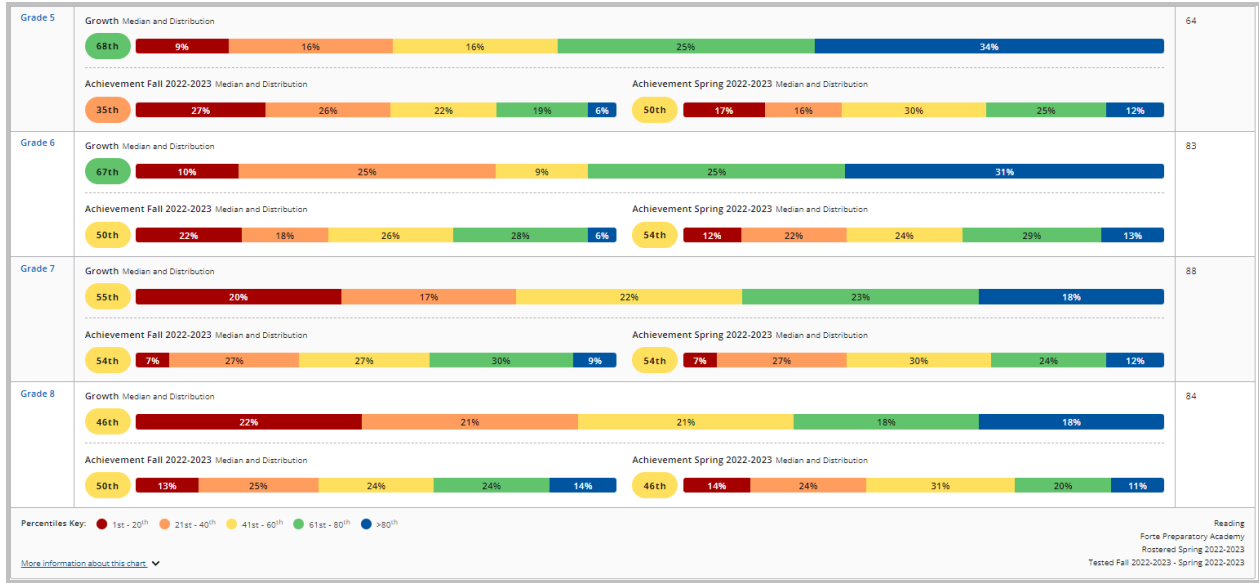 Grade 5
Growth Median and Distribution
64
68th 9% 16% 16% 25% 34%
Achievement Fall 2022-2023 Median and Distribution
35th 27% 26% 22% 19% 6%
Achievement Spring 2022-2023 Median and Distribution
50th 17% 16% 30% 25% 12%
Grade 6
Growth Median and Distribution
83
67th 10% 25% 9% 25% 31%
Achievement Fall 2022-2023 Median and Distribution
50th 22% 18% 26% 28% 6%
Achievement Spring 2022-2023 Median and Distribution
54th 12% 22% 24% 29% 13%
Grade 7
Growth Median and Distribution
88
55th 20% 17% 22% 23% 18%
Achievement Fall 2022-2023 Median and Distribution
54th 7% 27% 27% 30% 9%
Achievement Spring 2022-2023 Median and Distribution
54th 7% 27% 30% 24% 12%
Grade 8
Growth Median and Distribution
84
46th 22% 21% 21% 18% 18%
Achievement Fall 2022-2023 Median and Distribution
50th 13% 25% 24% 24% 14%
Achievement Spring 2022-2023 Median and Distribution
46th 14% 24% 31% 20% 11%
Percentiles Key: 1st - 20th 21st - 40th 41st - 60th 61st - 80th >80th
More information about this chart
Reading
Forte Preparatory Academy
Rostered Spring 2022-2023
Tested Fall 2022-2023 - Spring 2022-2023